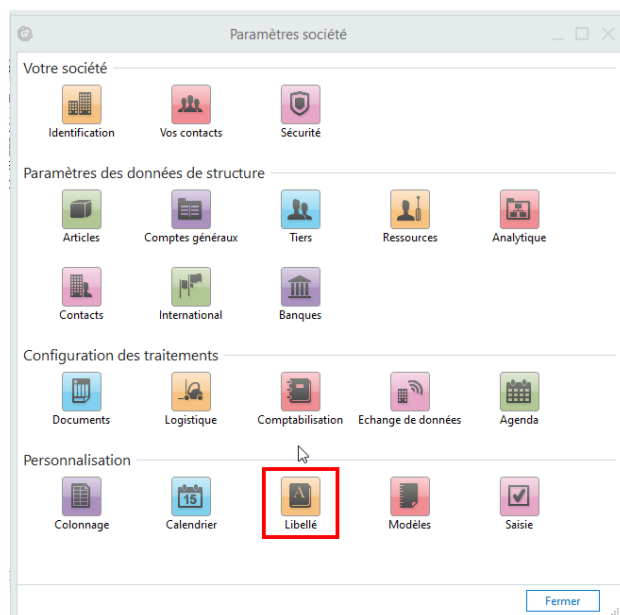 Paramètres société
Votre société
Identification Vos contacts Sécurité
Paramètres des données de structure
Articles Comptes généraux Tiers Ressources Analytique
Contacts International Banques
Configuration des traitements
Documents Logistique Comptabilisation Echange de données Agenda
Personnalisation
15 A
Colonnage Calendrier Libellé Modèles Saisie
Fermer